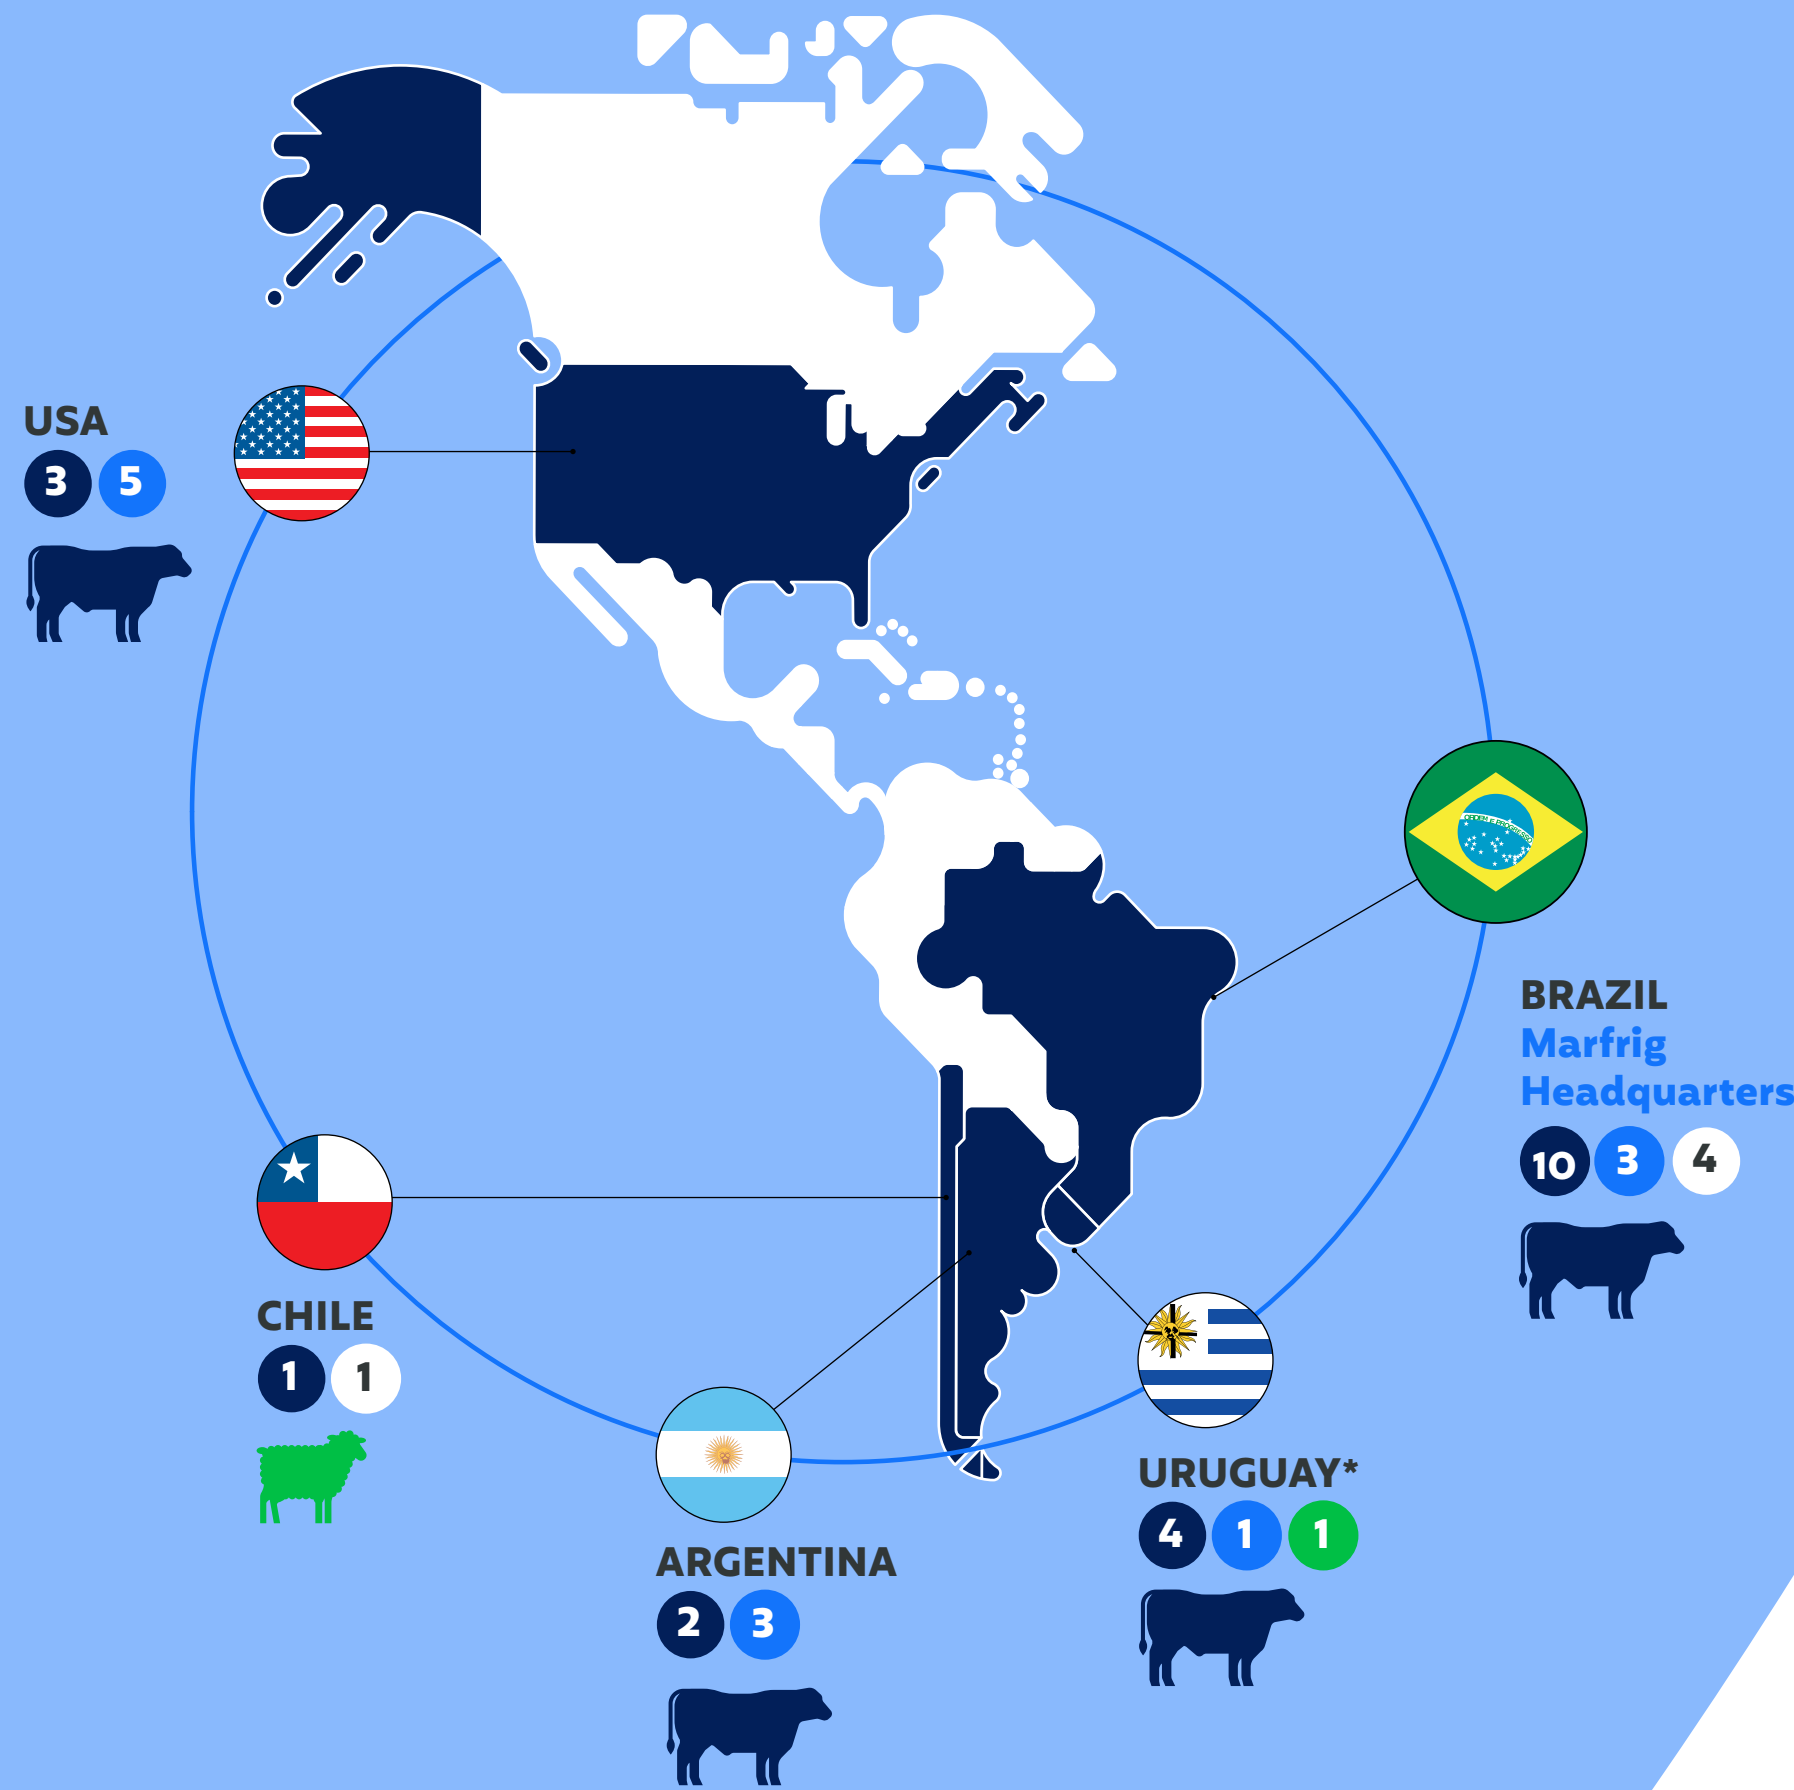 USA
3 5
BRAZIL
Marfrig
Headquarters
10 3 4
CHILE
1 1
URUGUAY*
4 1 1
ARGENTINA
2 3